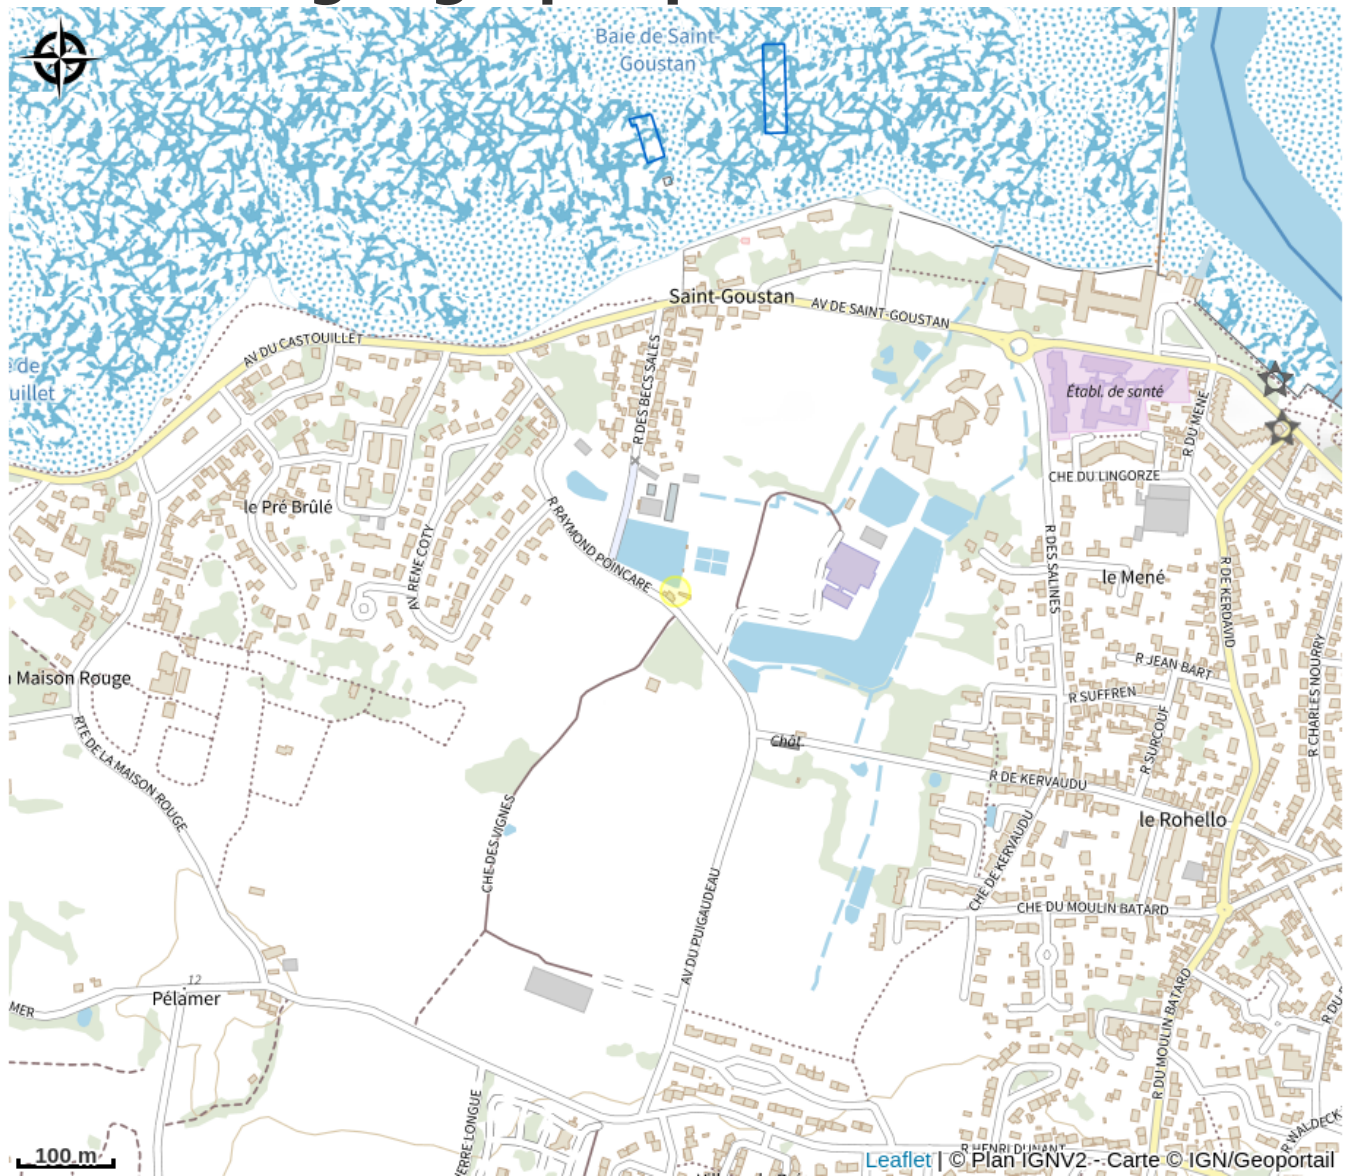 Baie de Saint-
Goustan
Saint-Goustan
AV DE SAINT-GOUSTAN
AV DU CASTOUILLET
de
uillet
R DES BECS SALES
Établ. de santé
R DU MENE
CHE DU LINGORZE
le Pré Brûlé
R RAYMOND POINCARE
AV RENE COTY
R DES SALINES
le Mené
R DE KERDAVID
R JEAN BART
R SUFFREN
R SURCOUF
R CHARLES NOURRY
Maison Rouge
RTE DE LA MAISON ROUGE
Chât.
R DE KERVAUDU
le Rohello
CHE DES VIGNES
CHE DE KERVAUDU
AV DU PUIGAUDEAU
CHE DU MOULIN BATARD
12
Pélamer
MER
R DU MOULIN BATARD
R DU
ERRE LONGUE
R HENRI DUNANT
R WALDECK
100 m
Leaflet | © Plan IGNV2 - Carte © IGN/Geoportail